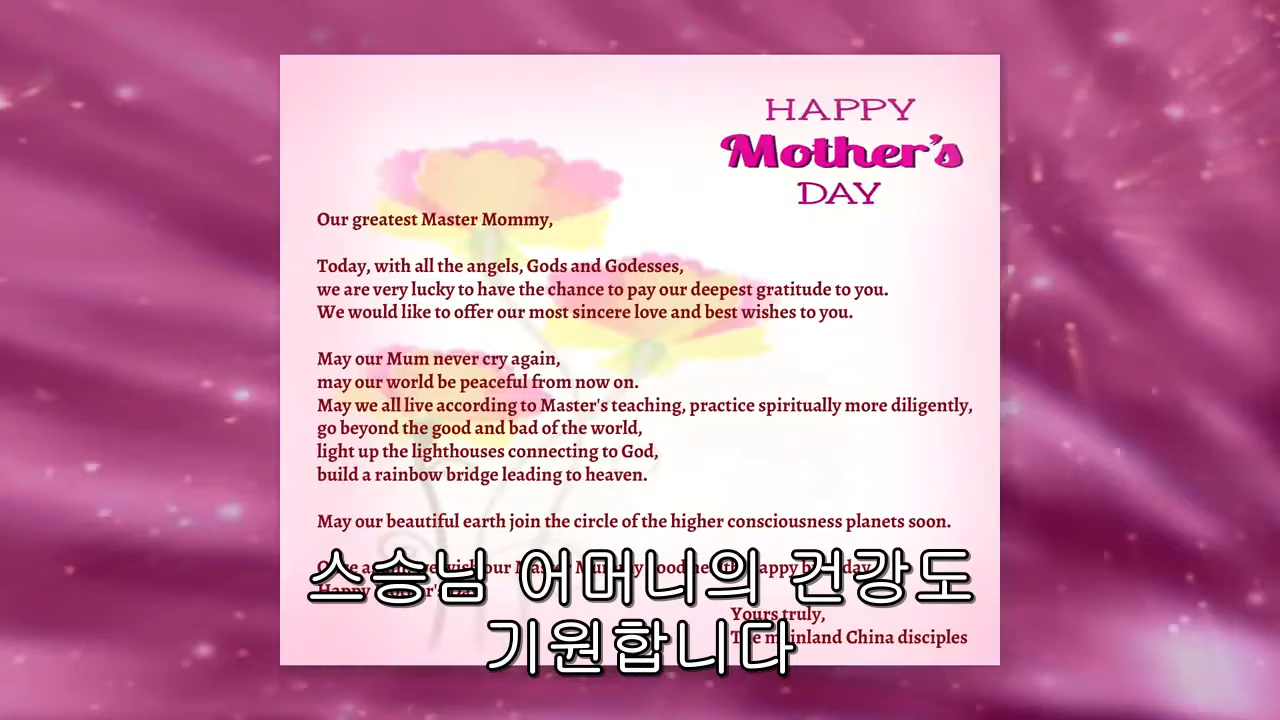 HAPPY
Mother's
DAY
Our greatest Master Mommy,
Today, with all the angels, Gods and Godesses,
we are very lucky to have the chance to pay our deepest gratitude to you.
We would like to offer our most sincere love and best wishes to you.
May our Mum never cry again,
may our world be peaceful from now on.
May we all live according to Master's teaching, practice spiritually more diligently,
go beyond the good and bad of the world,
light up the lighthouses connecting to God,
build a rainbow bridge leading to heaven.
May our beautiful earth join the circle of the higher consciousness planets soon.
our
Happy
Yours truly,
The mainland China disciples
스승님 어머니의 건강도
기원합니다